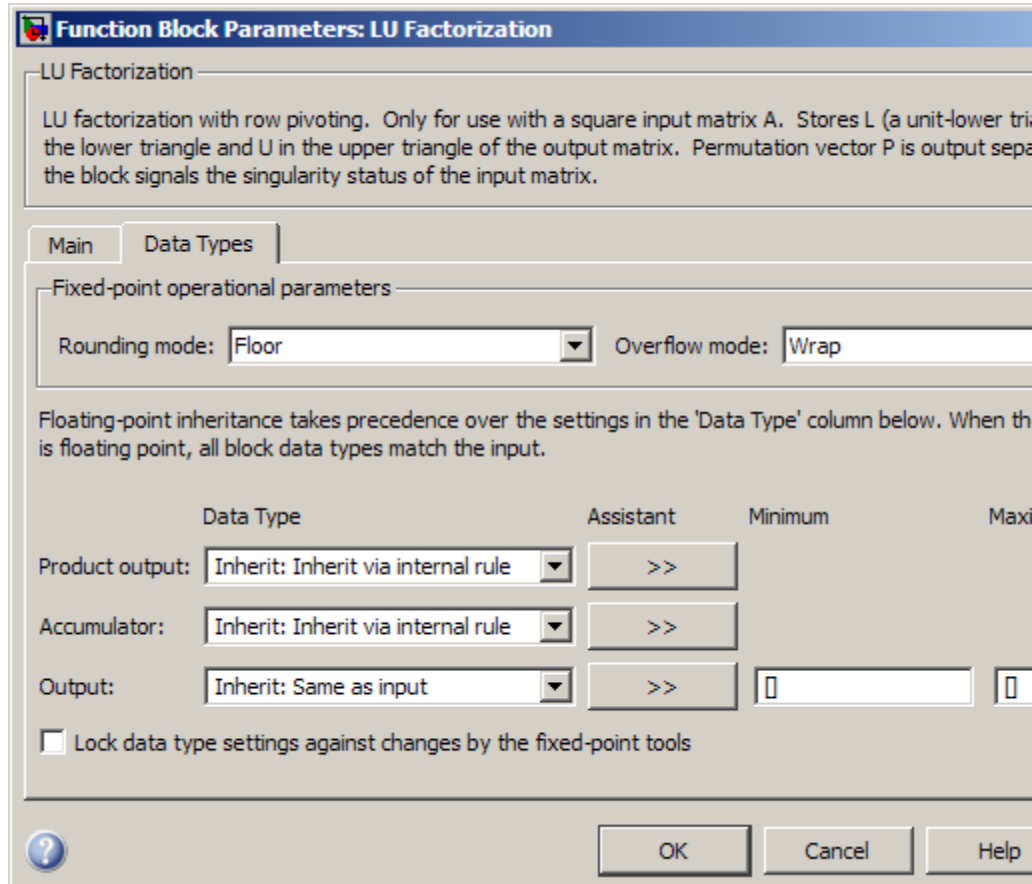 Function Block Parameters: LU Factorization
LU Factorization
LU factorization with row pivoting. Only for use with a square input matrix A. Stores L (a unit-lower
the lower triangle and U in the upper triangle of the output matrix. Permutation vector P is output
the block signals the singularity status of the input matrix.
Main Data Types
Fixed-point operational parameters
Rounding mode: Floor Overflow mode: Wrap
Floating-point inheritance takes precedence over the settings in the 'Data Type' column below. When
is floating point, all block data types match the input.
Data Type Assistant Minimum
Product output: Inherit: Inherit via internal rule >>
Accumulator: Inherit: Inherit via internal rule >>
Output: Inherit: Same as input >> [] []
Lock data type settings against changes by the fixed-point tools
? OK Cancel Help